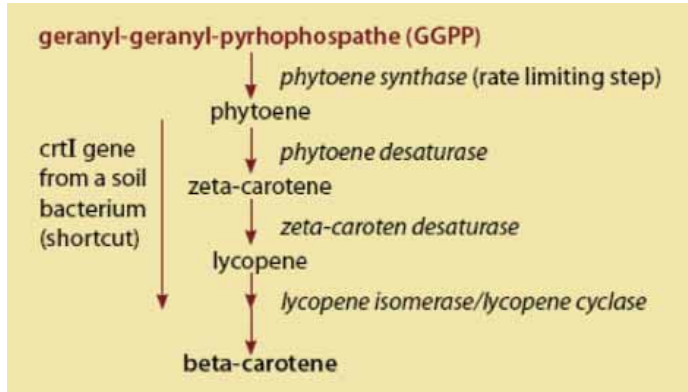 geranyl-geranyl-pyrhophospathe (GGPP)
phytoene synthase (rate limiting step)
phytoene
crtI gene
from a soil
bacterium
(shortcut)
phytoene desaturase
zeta-carotene
zeta-caroten desaturase
lycopene
lycopene isomerase/lycopene cyclase
beta-carotene